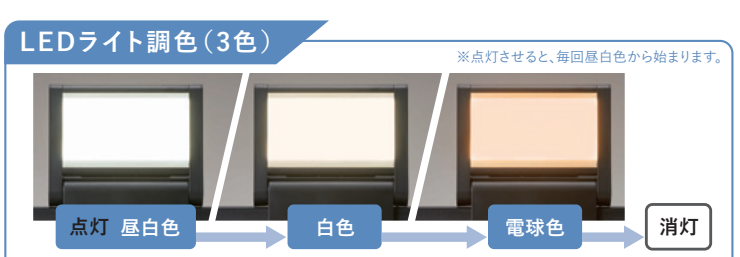 LEDライト調色（3色）
※点灯させると、毎回昼白色から始まります。
点灯 昼白色
白色
電球色
消灯